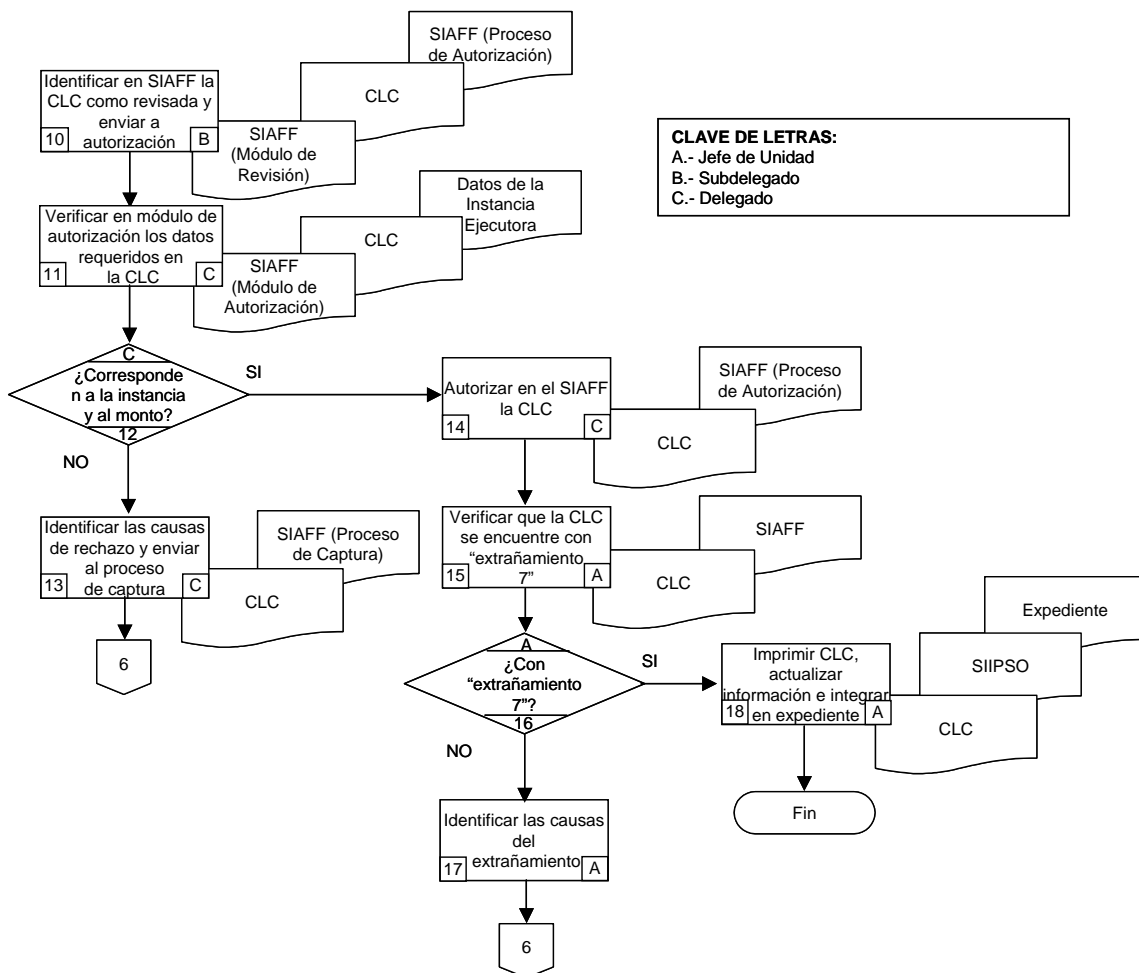 SIAFF (Proceso
de Autorización)
Identificar en SIAFF la
CLC como revisada y
enviar a
autorización
10
B
CLC
SIAFF
(Módulo de
Revisión)
CLAVE DE LETRAS:
A.- Jefe de Unidad
B.- Subdelegado
C.- Delegado
Verificar en módulo de
autorización los datos
requeridos en
la CLC
11
C
Datos de la
Instancia
Ejecutora
CLC
SIAFF
(Módulo de
Autorización)
C
¿Corresponde
n a la instancia
y al monto?
12
SI
NO
Autorizar en el SIAFF
la CLC
14
C
SIAFF (Proceso
de Autorización)
CLC
Identificar las causas
de rechazo y enviar
al proceso
de captura
13
C
SIAFF (Proceso
de Captura)
CLC
6
Verificar que la CLC
se encuentre con
“extrañamiento
7”
15
A
SIAFF
CLC
A
¿Con
“extrañamiento
7”?
16
SI
NO
Imprimir CLC,
actualizar
información e integrar
en expediente
18
A
Expediente
SIIPSO
CLC
Fin
Identificar las causas
del
extrañamiento
17
A
6